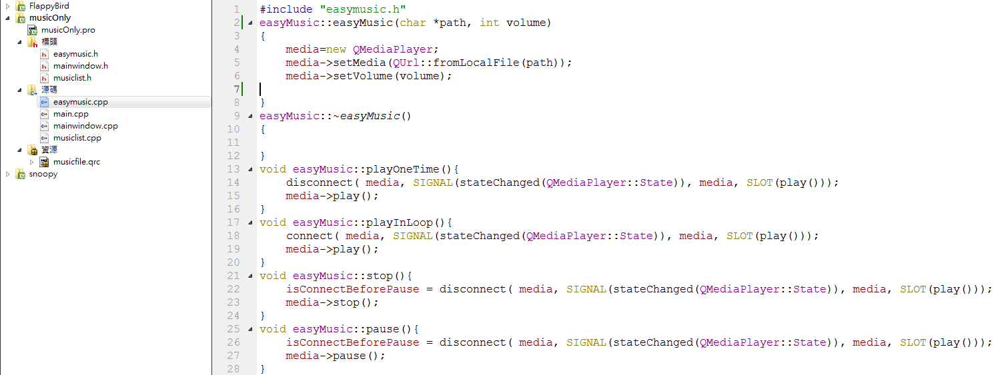 FlappyBird
musicOnly
musicOnly.pro
標頭
easymusic.h
mainwindow.h
musiclist.h
源碼
easymusic.cpp
main.cpp
mainwindow.cpp
musiclist.cpp
資源
musicfile.qrc
snoopy
1 #include "easymusic.h"
2 easyMusic::easyMusic(char *path, int volume)
3 {
4     media=new QMediaPlayer;
5     media->setMedia(QUrl::fromLocalFile(path));
6     media->setVolume(volume);
7
8 }
9 easyMusic::~easyMusic()
10 {
11
12 }
13 void easyMusic::playOneTime(){
14     disconnect( media, SIGNAL(stateChanged(QMediaPlayer::State)), media, SLOT(play()));
15     media->play();
16 }
17 void easyMusic::playInLoop(){
18     connect( media, SIGNAL(stateChanged(QMediaPlayer::State)), media, SLOT(play()));
19     media->play();
20 }
21 void easyMusic::stop(){
22     isConnectBeforePause = disconnect( media, SIGNAL(stateChanged(QMediaPlayer::State)), media, SLOT(play()));
23     media->stop();
24 }
25 void easyMusic::pause(){
26     isConnectBeforePause = disconnect( media, SIGNAL(stateChanged(QMediaPlayer::State)), media, SLOT(play()));
27     media->pause();
28 }